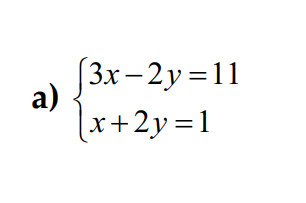 a) {3x − 2y = 11
x + 2y = 1